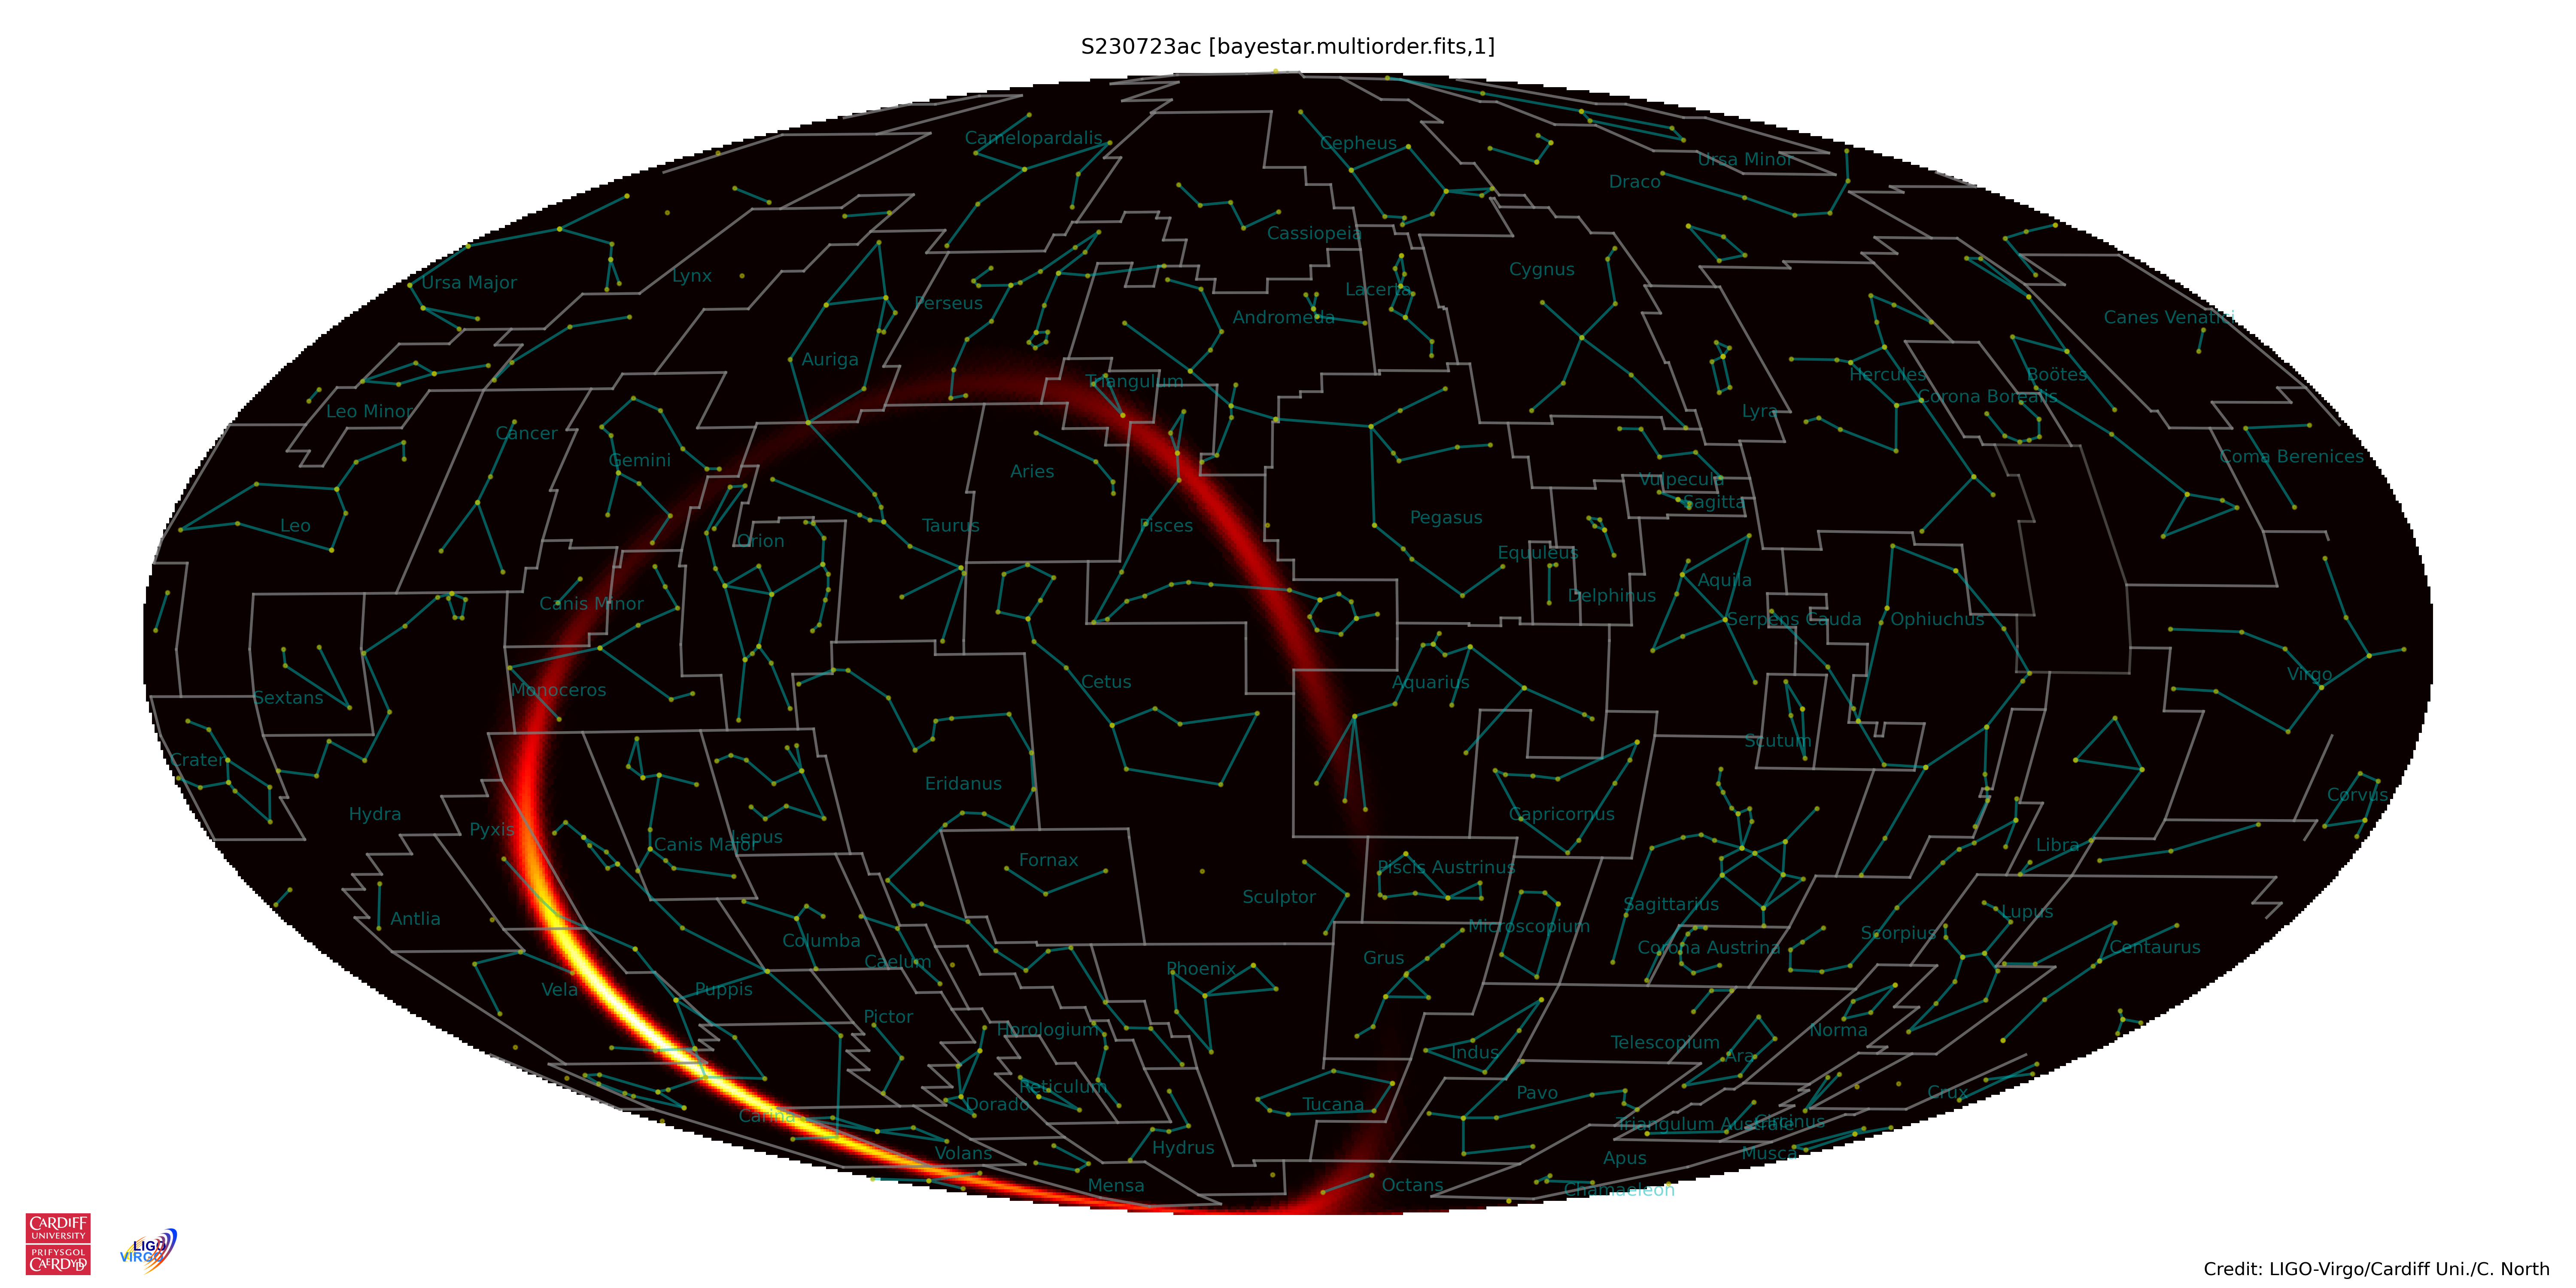 S230723ac [bayestar.multiorder.fits,1]
Camelopardalis
Cepheus
Ursa Minor
Draco
Cassiopeia
Cygnus
Lynx
Ursa Major
Lacerta
Perseus
Andromeda
Canes Venatici
Auriga
Triangulum
Hercules
Boötes
Corona Borealis
Leo Minor
Lyra
Cancer
Gemini
Coma Berenices
Aries
Vulpecula
Sagitta
Leo
Taurus
Pisces
Pegasus
Orion
Equuleus
Aquila
Delphinus
Canis Minor
Serpens Cauda
Ophiuchus
Virgo
Cetus
Aquarius
Monoceros
Sextans
Scutum
Crater
Eridanus
Corvus
Hydra
Capricornus
Pyxis
Lepus
Canis Major
Libra
Fornax
Piscis Austrinus
Sculptor
Sagittarius
Lupus
Antlia
Microscopium
Scorpius
Columba
Corona Austrina
Centaurus
Caelum
Grus
Phoenix
Vela
Puppis
Pictor
Horologium
Norma
Telescopium
Indus
Ara
Reticulum
Pavo
Crux
Dorado
Tucana
Carina
Triangulum Australe
Circinus
Hydrus
Volans
Musca
Apus
Mensa
Octans
Chamaeleon
CARDIFF
UNIVERSITY
PRIFYSGOL
CAERDYDD
LIGO
VIRGO
Credit: LIGO-Virgo/Cardiff Uni./C. North